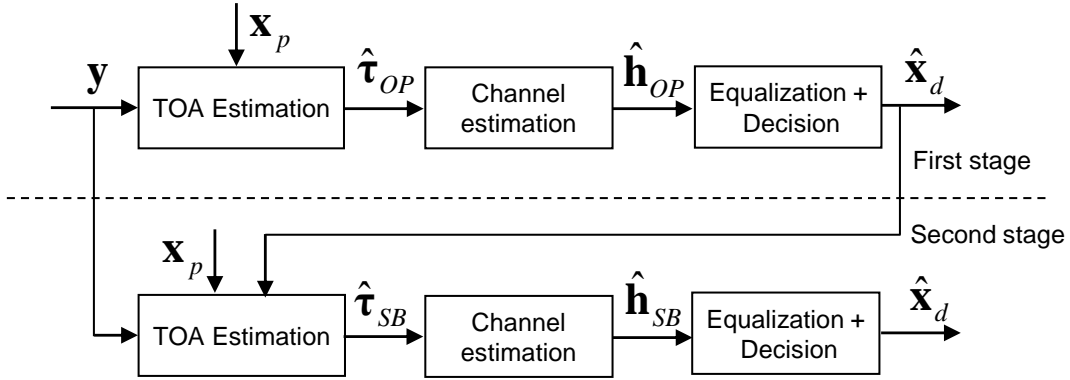 x_p
y
TOA Estimation
τ̂_OP
Channel
estimation
ĥ_OP
Equalization +
Decision
x̂_d
First stage
Second stage
x_p
TOA Estimation
τ̂_SB
Channel
estimation
ĥ_SB
Equalization +
Decision
x̂_d